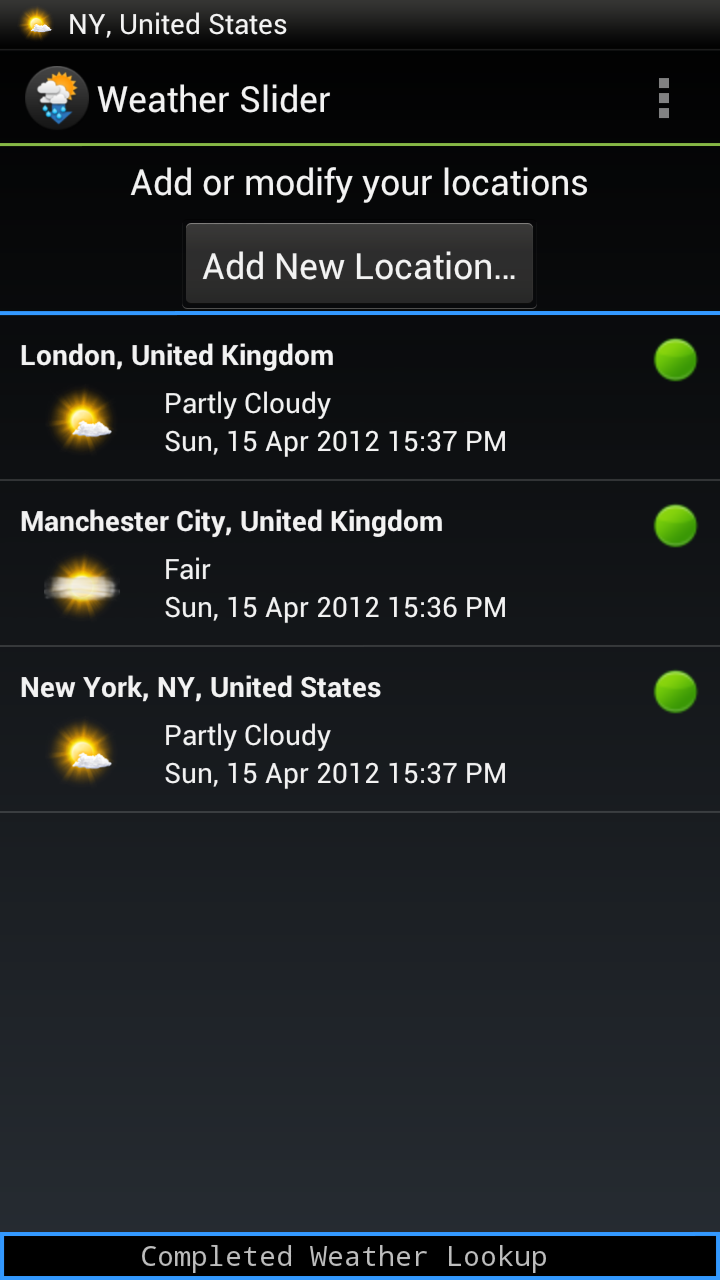 NY, United States
Weather Slider
Add or modify your locations
Add New Location...
London, United Kingdom
Partly Cloudy
Sun, 15 Apr 2012 15:37 PM
Manchester City, United Kingdom
Fair
Sun, 15 Apr 2012 15:36 PM
New York, NY, United States
Partly Cloudy
Sun, 15 Apr 2012 15:37 PM
Completed Weather Lookup